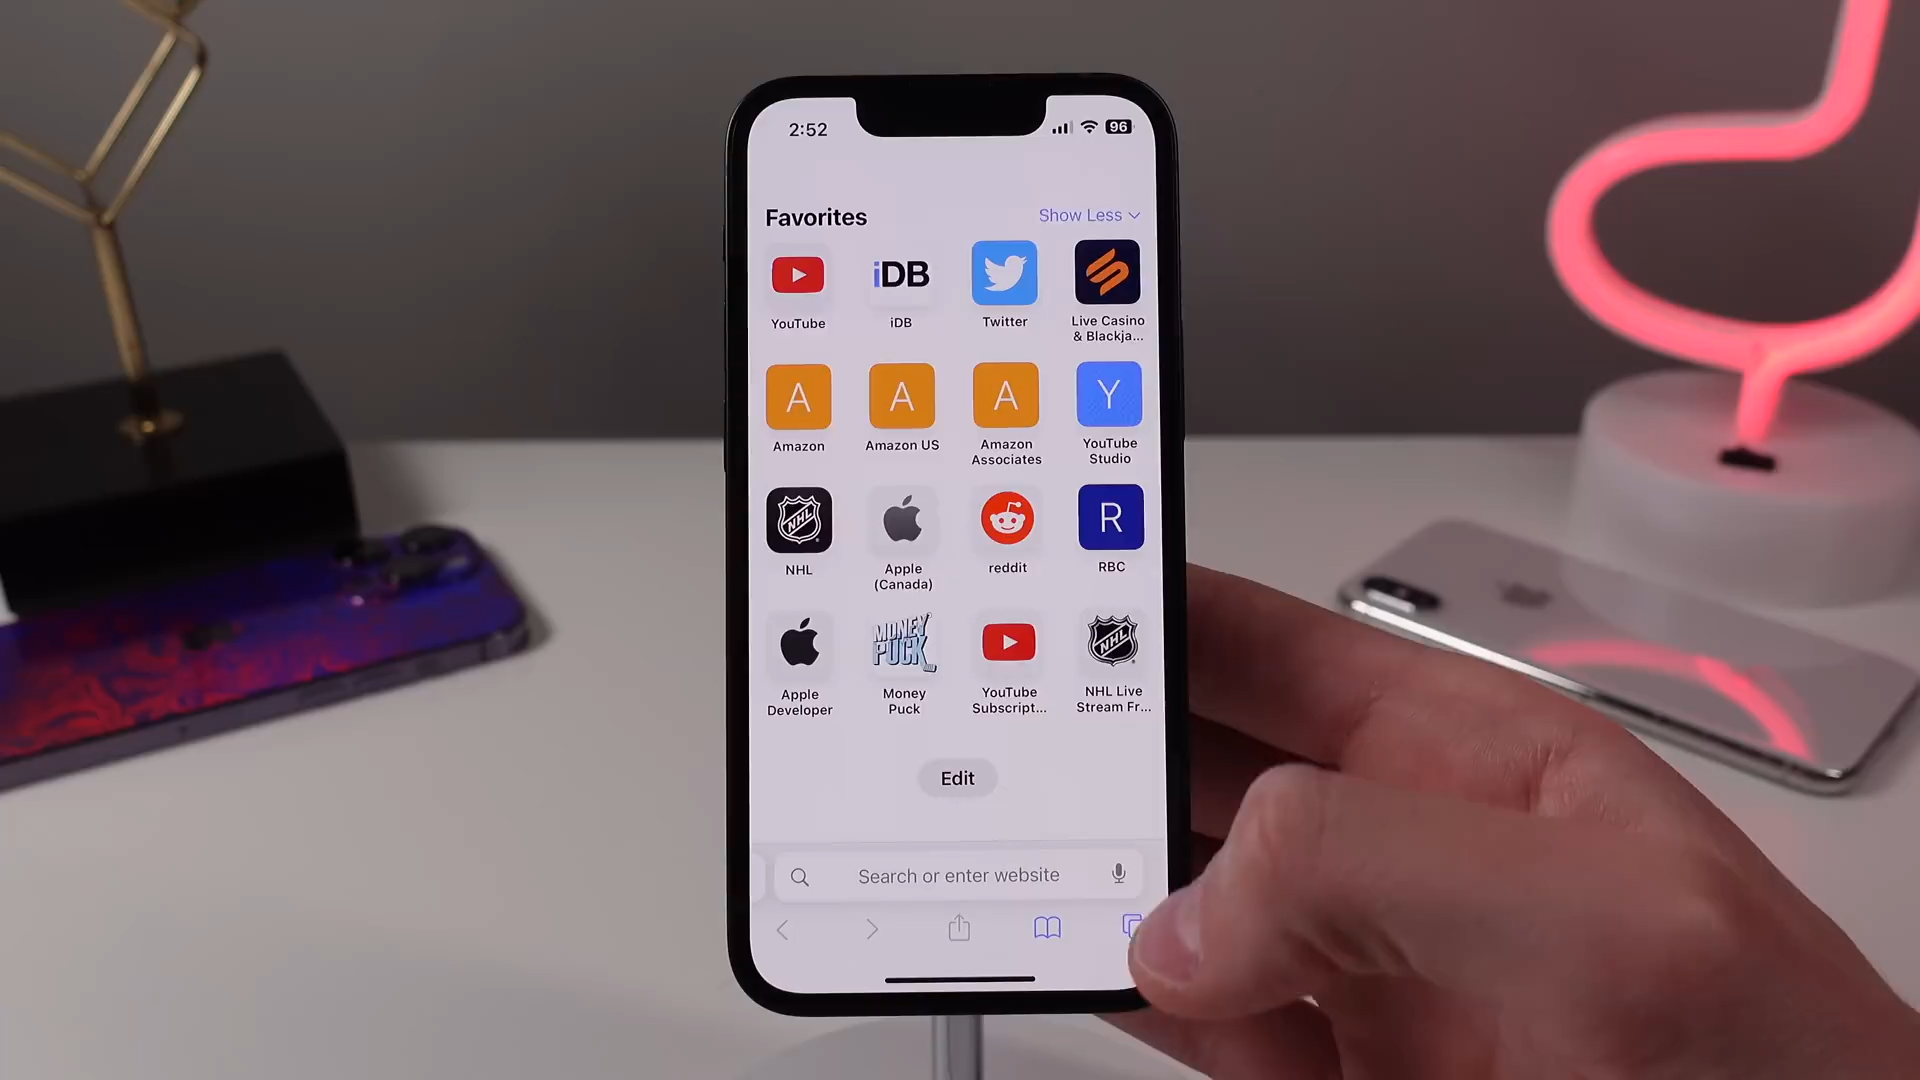 2:52
96
Favorites
Show Less
iDB
YouTube
iDB
Twitter
Live Casino
& Blackja...
A
A
A
Y
Amazon
Amazon US
Amazon
Associates
YouTube
Studio
NHL
R
NHL
Apple
(Canada)
reddit
RBC
MONEY
PUCK
NHL
Apple
Developer
Money
Puck
YouTube
Subscript...
NHL Live
Stream Fr...
Edit
Search or enter website